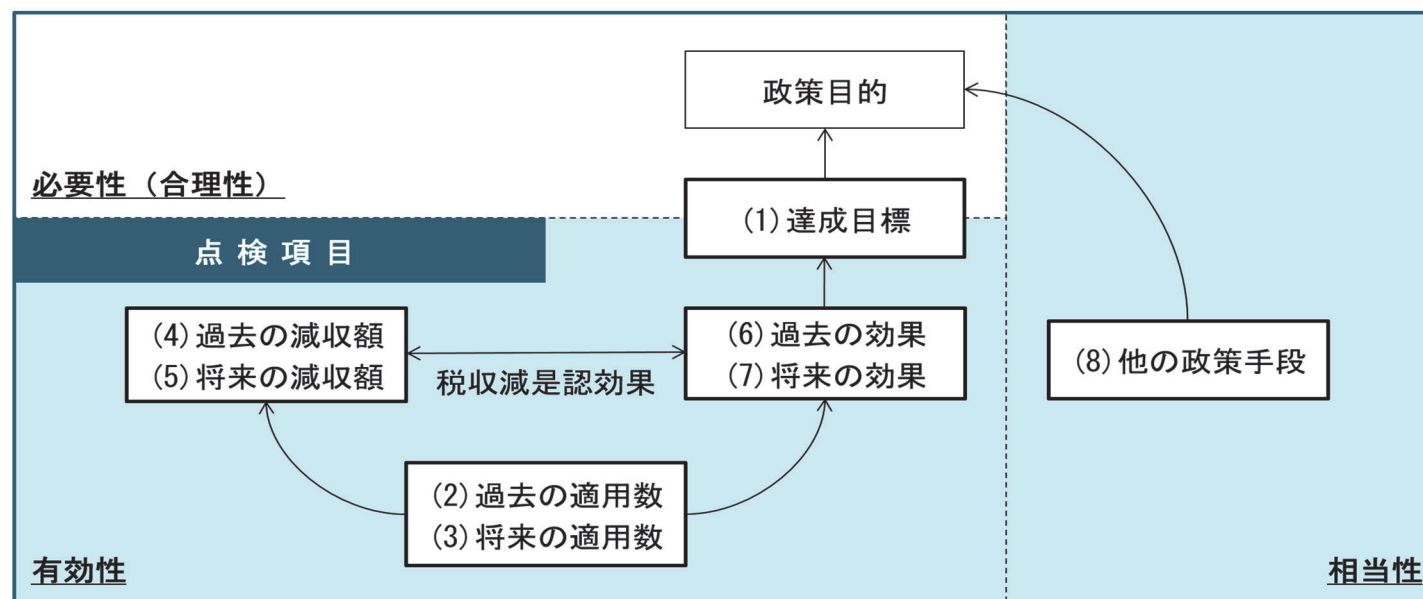 政策目的
必要性（合理性）
(1)達成目標
点検項目
(4)過去の減収額
(5)将来の減収額
税収減是認効果
(6)過去の効果
(7)将来の効果
(8)他の政策手段
(2)過去の適用数
(3)将来の適用数
有効性
相当性